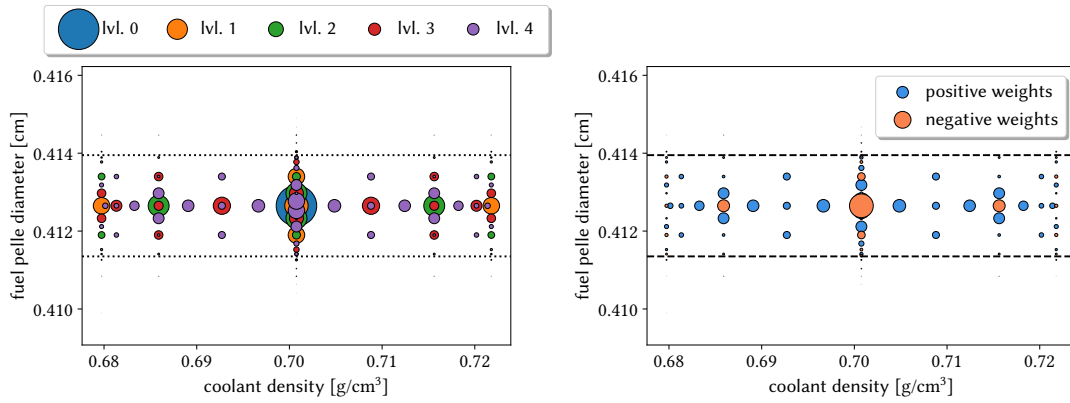 lvl. 0 lvl. 1 lvl. 2 lvl. 3 lvl. 4
0.416
0.414
0.412
0.410
fuel pelle diameter [cm]
0.68 0.69 0.70 0.71 0.72
coolant density [g/cm³]
positive weights
negative weights
0.416
0.414
0.412
0.410
fuel pelle diameter [cm]
0.68 0.69 0.70 0.71 0.72
coolant density [g/cm³]